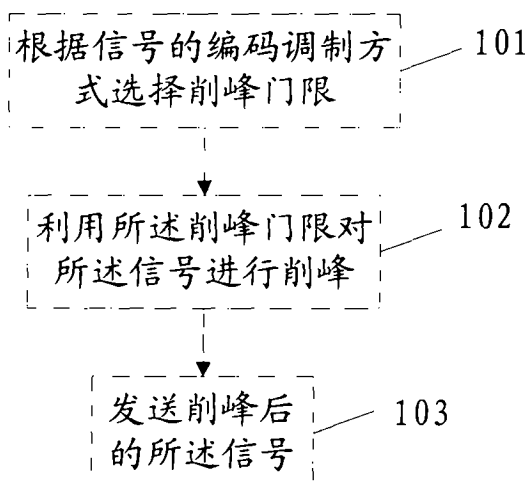 根据信号的编码调制方
式选择削峰门限
101
利用所述削峰门限对
所述信号进行削峰
102
发送削峰后
的所述信号
103